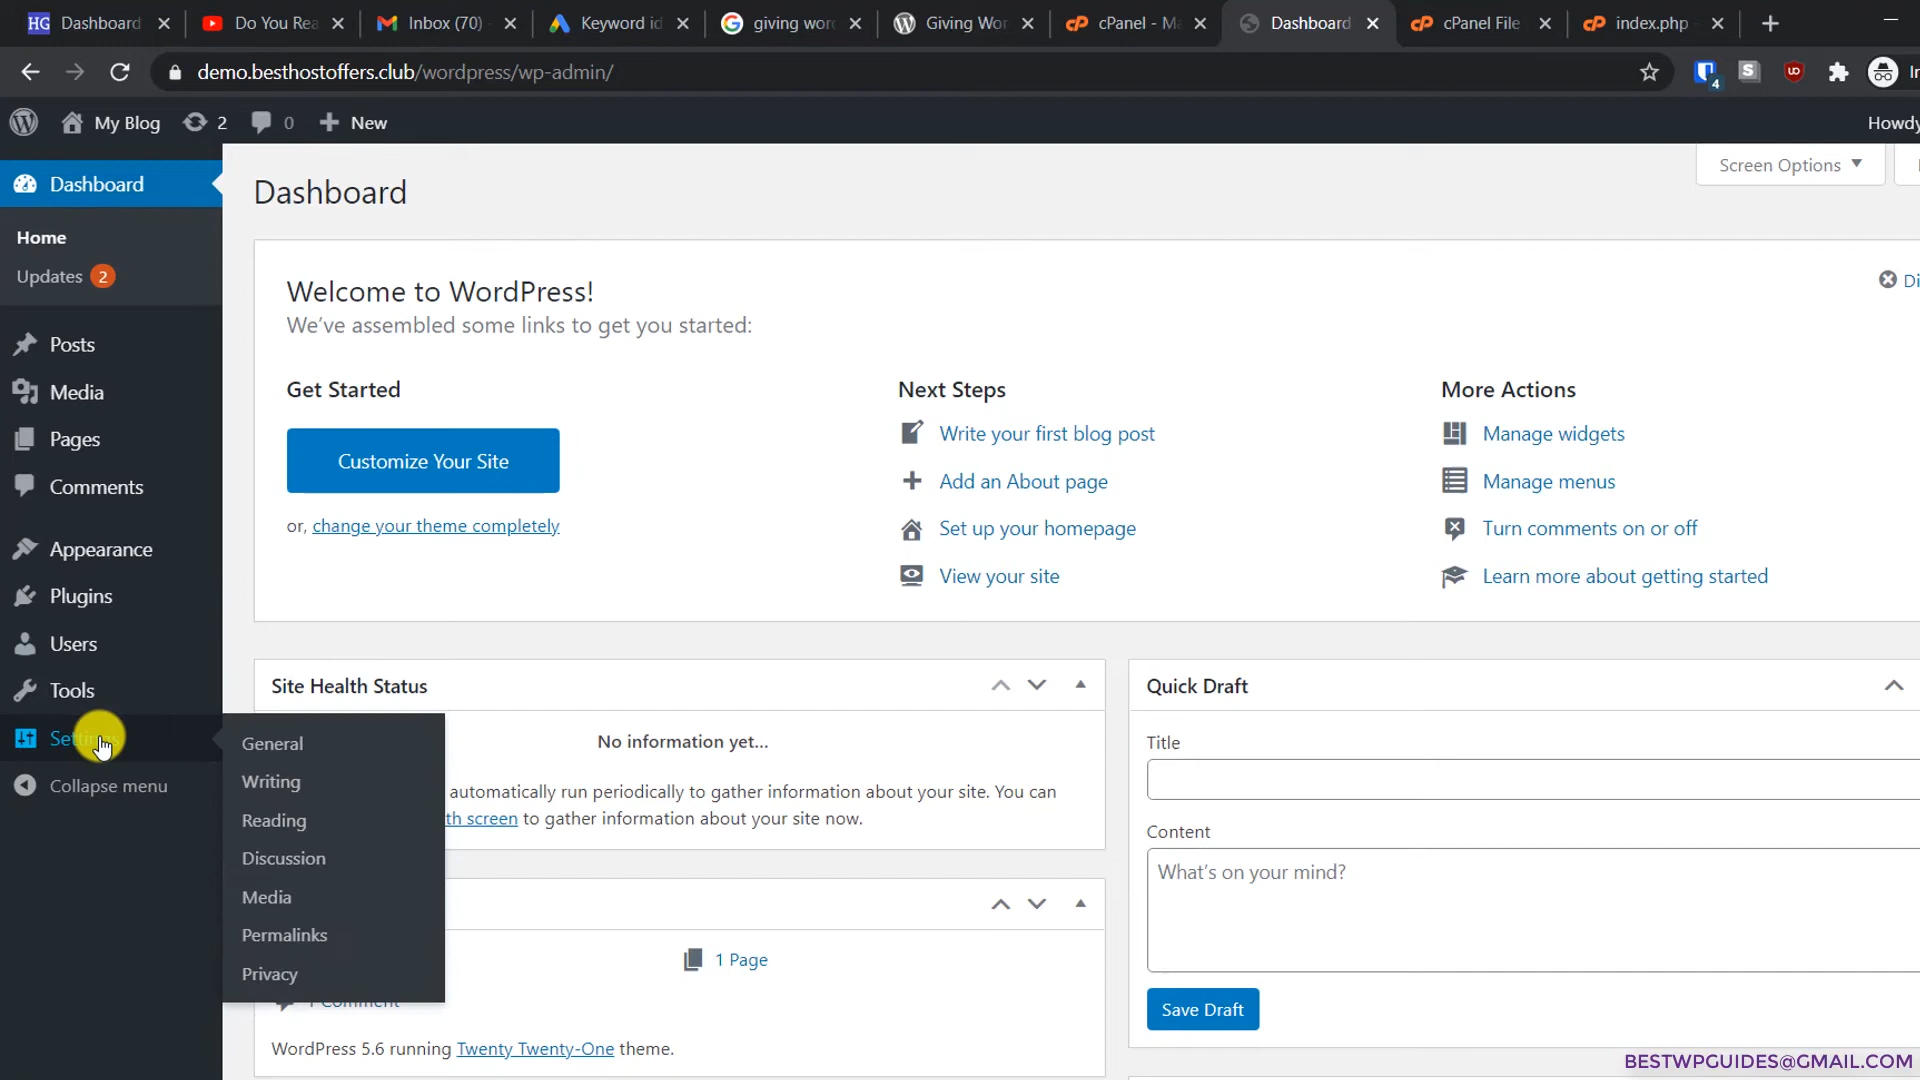 HG Dashboard
Do You Rea
Inbox (70)
Keyword id
giving wor
Giving Wor
cPanel - M
Dashboard
cPanel File
index.php
demo.besthostoffers.club/wordpress/wp-admin/
4
My Blog
2
0
New
Howdy
Dashboard
Home
Updates 2
Posts
Media
Pages
Comments
Appearance
Plugins
Users
Tools
Settings
Collapse menu
General
Writing
Reading
Discussion
Media
Permalinks
Privacy
Screen Options
Dashboard
Welcome to WordPress!
We've assembled some links to get you started:
Di
Get Started
Customize Your Site
or, change your theme completely
Next Steps
Write your first blog post
Add an About page
Set up your homepage
View your site
More Actions
Manage widgets
Manage menus
Turn comments on or off
Learn more about getting started
Site Health Status
No information yet...
automatically run periodically to gather information about your site. You can
th screen to gather information about your site now.
1 Page
1 Comment
WordPress 5.6 running Twenty Twenty-One theme.
Quick Draft
Title
Content
What's on your mind?
Save Draft
BESTWPGUIDES@GMAIL.COM